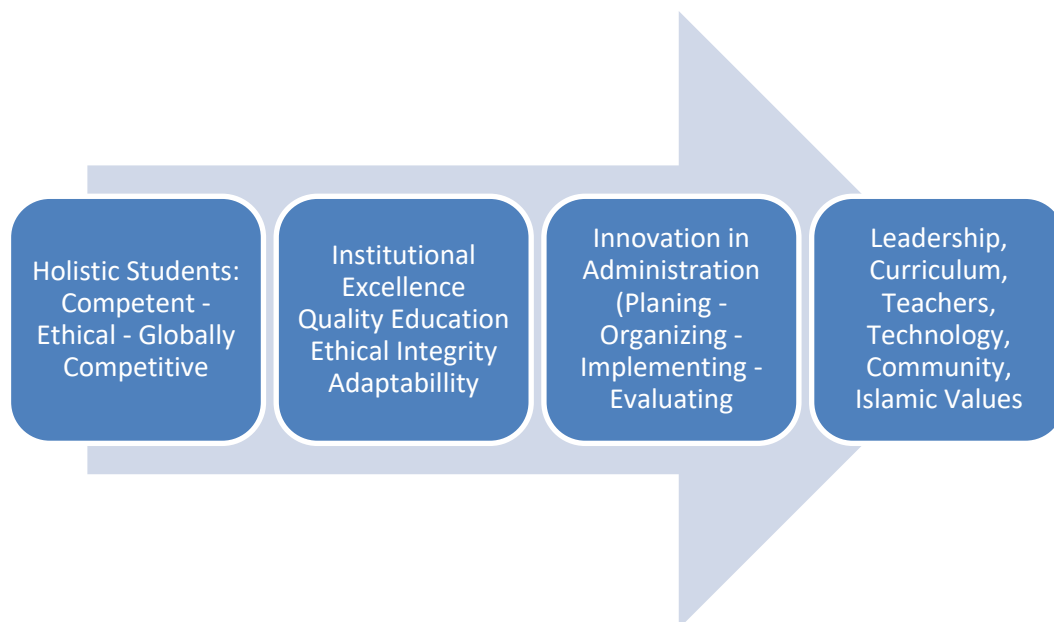 Holistic Students:
Competent -
Ethical - Globally
Competitive
Institutional
Excellence
Quality Education
Ethical Integrity
Adaptabillity
Innovation in
Administration
(Planing -
Organizing -
Implementing -
Evaluating
Leadership,
Curriculum,
Teachers,
Technology,
Community,
Islamic Values